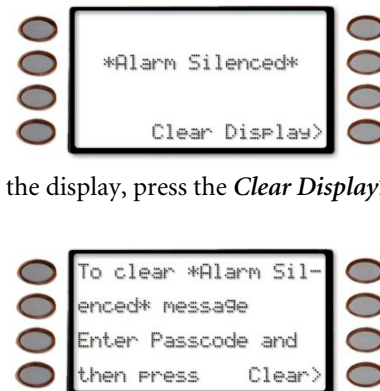 *Alarm Silenced*
Clear Display>
the display, press the Clear Display
To clear *Alarm Sil-
enced* message
Enter Passcode and
then press Clear>